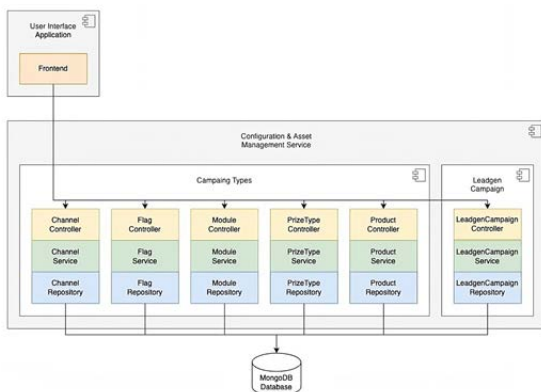 User Interface
Application
Frontend
Configuration & Asset
Management Service
Campaing Types
Leadgen
Campaign
Channel
Controller
Flag
Controller
Module
Controller
PrizeType
Controller
Product
Controller
LeadgenCampaign
Controller
Channel
Service
Flag
Service
Module
Service
PrizeType
Service
Product
Service
LeadgenCampaign
Service
Channel
Repository
Flag
Repository
Module
Repository
PrizeType
Repository
Product
Repository
LeadgenCampaign
Repository
MongoDB
Database